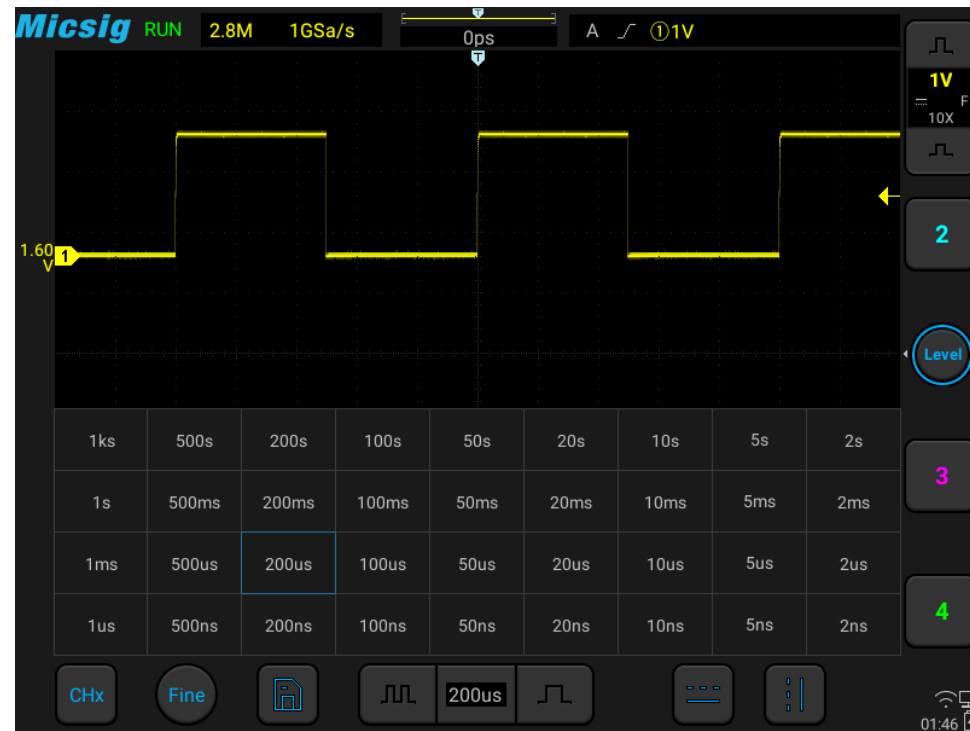 Micsig RUN 2.8M 1GSa/s 0ps A ①1V
T
T
1V
F
10X
1.60
V
1
2
Level
1ks 500s 200s 100s 50s 20s 10s 5s 2s
1s 500ms 200ms 100ms 50ms 20ms 10ms 5ms 2ms
3
1ms 500us 200us 100us 50us 20us 10us 5us 2us
1us 500ns 200ns 100ns 50ns 20ns 10ns 5ns 2ns
4
CHx Fine 200us
01:46